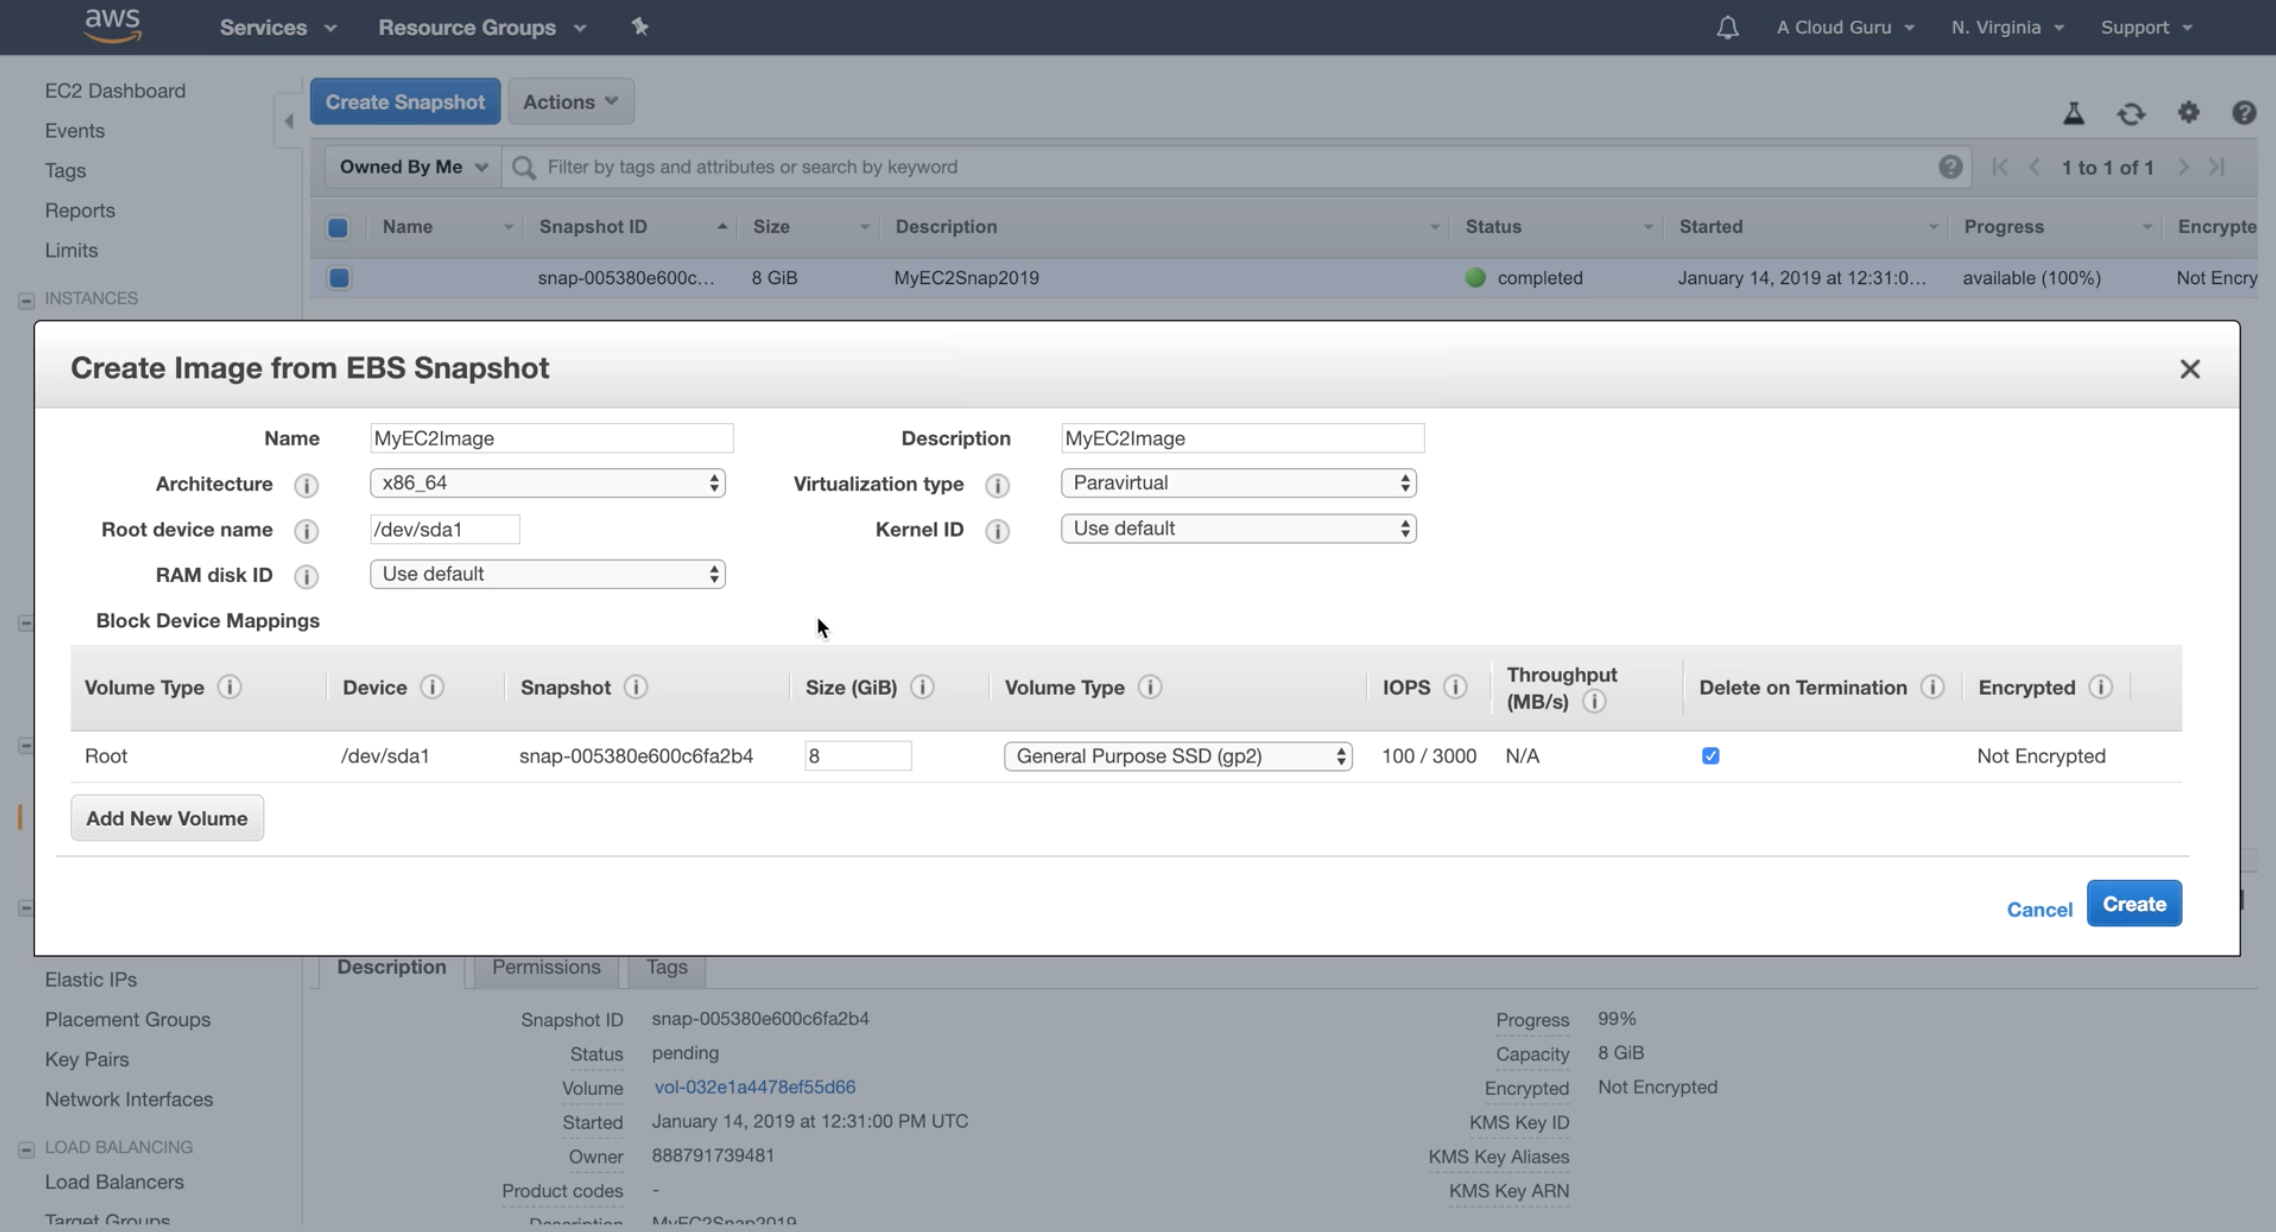 aws Services Resource Groups A Cloud Guru N. Virginia Support
EC2 Dashboard
Events
Tags
Reports
Limits
INSTANCES
Create Snapshot Actions
Owned By Me Filter by tags and attributes or search by keyword 1 to 1 of 1
Name Snapshot ID Size Description Status Started Progress Encrypte
snap-005380e600c... 8 GiB MyEC2Snap2019 completed January 14, 2019 at 12:31:0... available (100%) Not Encry
Create Image from EBS Snapshot
Name MyEC2Image Description MyEC2Image
Architecture x86_64 Virtualization type Paravirtual
Root device name /dev/sda1 Kernel ID Use default
RAM disk ID Use default
Block Device Mappings
Volume Type Device Snapshot Size (GiB) Volume Type IOPS Throughput (MB/s) Delete on Termination Encrypted
Root /dev/sda1 snap-005380e600c6fa2b4 8 General Purpose SSD (gp2) 100 / 3000 N/A Not Encrypted
Add New Volume
Cancel Create
Elastic IPs
Placement Groups
Key Pairs
Network Interfaces
LOAD BALANCING
Load Balancers
Target Groups
Description Permissions Tags
Snapshot ID snap-005380e600c6fa2b4 Progress 99%
Status pending Capacity 8 GiB
Volume vol-032e1a4478ef55d66 Encrypted Not Encrypted
Started January 14, 2019 at 12:31:00 PM UTC KMS Key ID
Owner 888791739481 KMS Key Aliases
Product codes - KMS Key ARN
Description MyEC2Snap2019